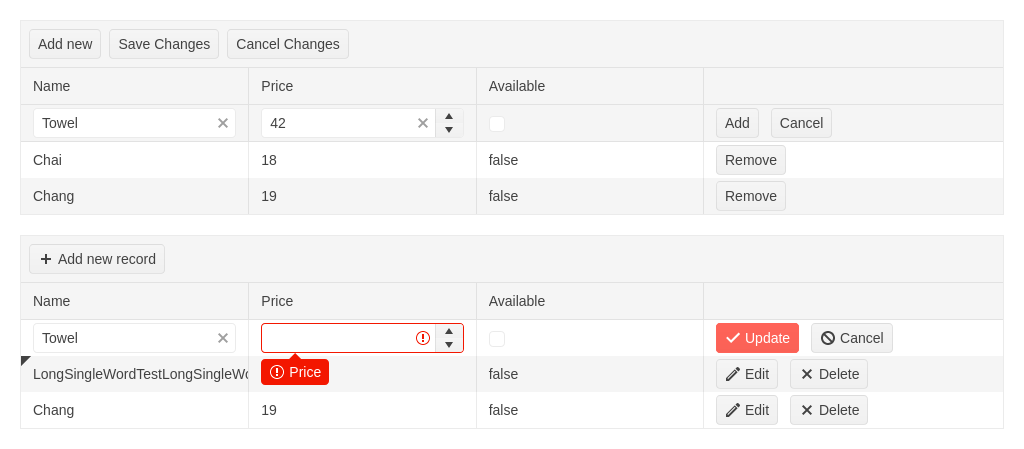 Add new Save Changes Cancel Changes
Name Price Available
Towel 42 Add Cancel
Chai 18 false Remove
Chang 19 false Remove
Add new record
Name Price Available
Towel Update Cancel
LongSingleWordTestLongSingleWo Price false Edit Delete
Chang 19 false Edit Delete